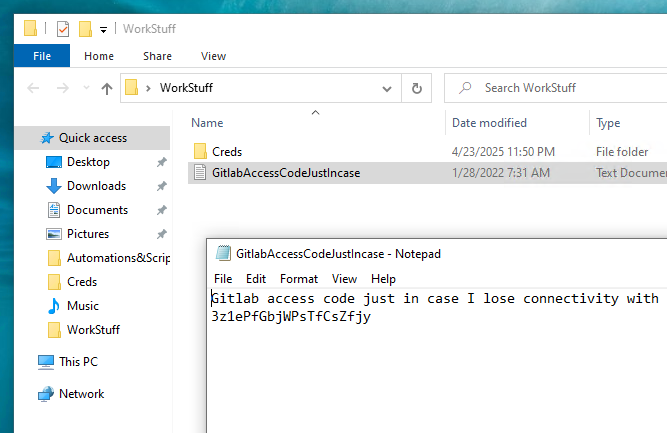 WorkStuff
File Home Share View
WorkStuff Search WorkStuff
Name Date modified Type
Quick access
Desktop
Downloads
Documents
Pictures
Automations&Scrip
Creds
Music
WorkStuff
This PC
Network
Creds 4/23/2025 11:50 PM File folder
GitlabAccessCodeJustIncase 1/28/2022 7:31 AM Text Docume
GitlabAccessCodeJustIncase - Notepad
File Edit Format View Help
Gitlab access code just in case I lose connectivity with
3z1ePfGbjWPsTfCsZfjy